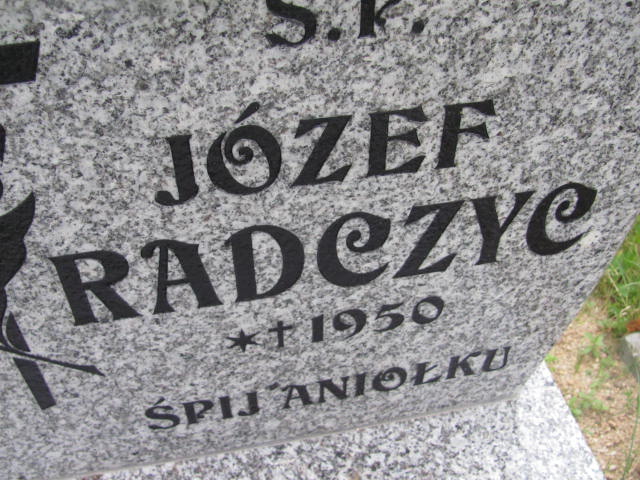 Ś.P.
JÓZEF
RADCZYC
*†1950
ŚPIJ ANIOŁKU